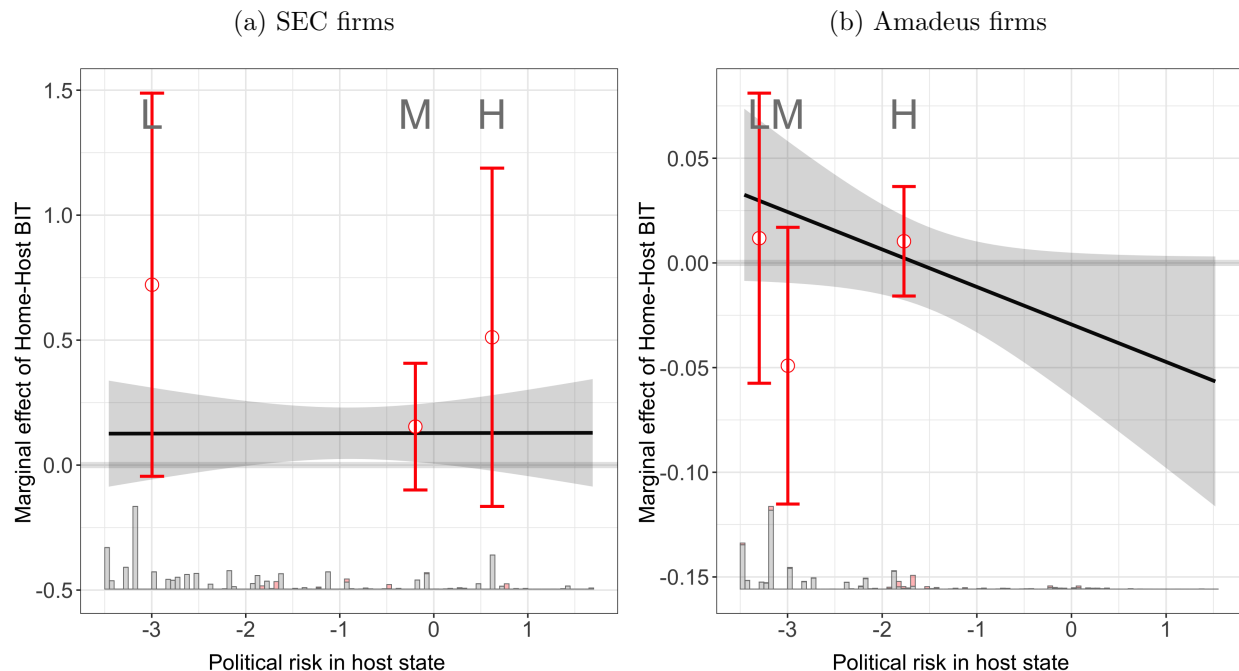 (a) SEC firms
L
M
H
1.5
1.0
0.5
0.0
-0.5
-3
-2
-1
0
1
Marginal effect of Home-Host BIT
Political risk in host state
(b) Amadeus firms
L
M
H
0.05
0.00
-0.05
-0.10
-0.15
-3
-2
-1
0
1
Marginal effect of Home-Host BIT
Political risk in host state